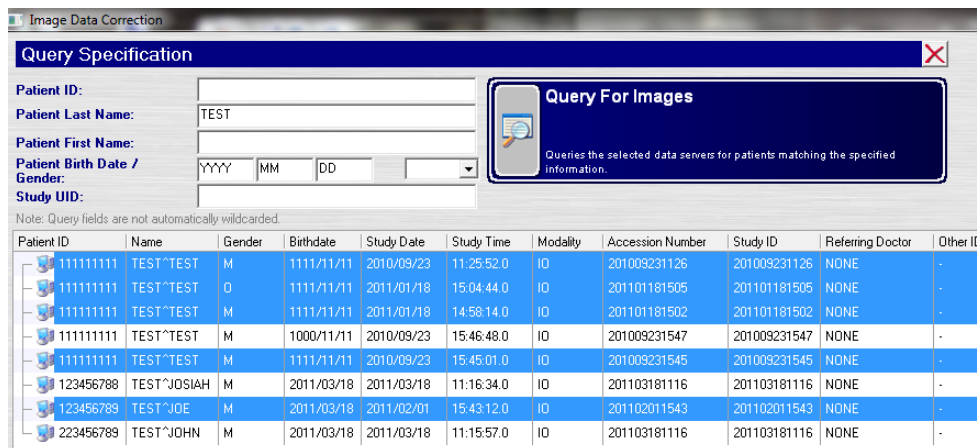 Image Data Correction
Query Specification
Patient ID:
Patient Last Name: TEST
Patient First Name:
Patient Birth Date / Gender: YYYY MM DD
Study UID:
Query For Images
Queries the selected data servers for patients matching the specified
information.
Note: Query fields are not automatically wildcarded.
Patient ID Name Gender Birthdate Study Date Study Time Modality Accession Number Study ID Referring Doctor Other ID
111111111 TEST^TEST M 1111/11/11 2010/09/23 11:25:52.0 IO 201009231126 201009231126 NONE -
111111111 TEST^TEST O 1111/11/11 2011/01/18 15:04:44.0 IO 201101181505 201101181505 NONE -
111111111 TEST^TEST M 1111/11/11 2011/01/18 14:58:14.0 IO 201101181502 201101181502 NONE -
111111111 TEST^TEST M 1000/11/11 2010/09/23 15:46:48.0 IO 201009231547 201009231547 NONE -
111111111 TEST^TEST M 1111/11/11 2010/09/23 15:45:01.0 IO 201009231545 201009231545 NONE -
123456788 TEST^JOSIAH M 2011/03/18 2011/03/18 11:16:34.0 IO 201103181116 201103181116 NONE -
123456789 TEST^JOE M 2011/03/18 2011/02/01 15:43:12.0 IO 201102011543 201102011543 NONE -
223456789 TEST^JOHN M 2011/03/18 2011/03/18 11:15:57.0 IO 201103181116 201103181116 NONE -